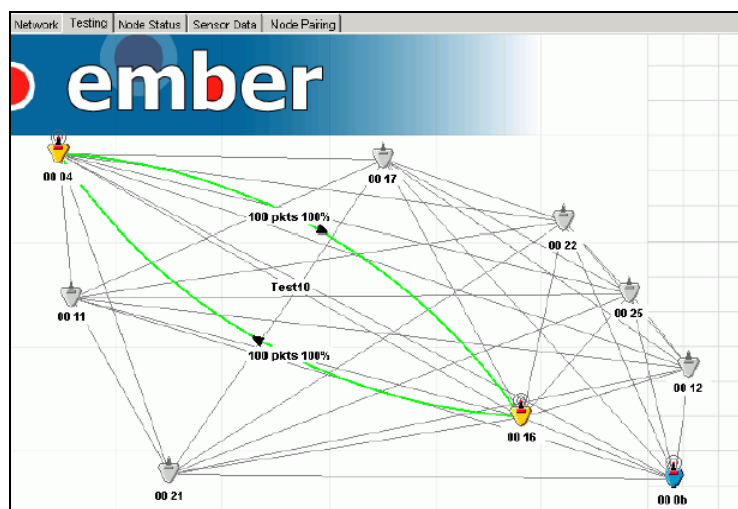 Network Testing Node Status Sensor Data Node Pairing
ember
00 04
00 17
100 pkts 100%
00 22
Test10
00 11
00 25
100 pkts 100%
00 12
00 16
00 21
00 0b